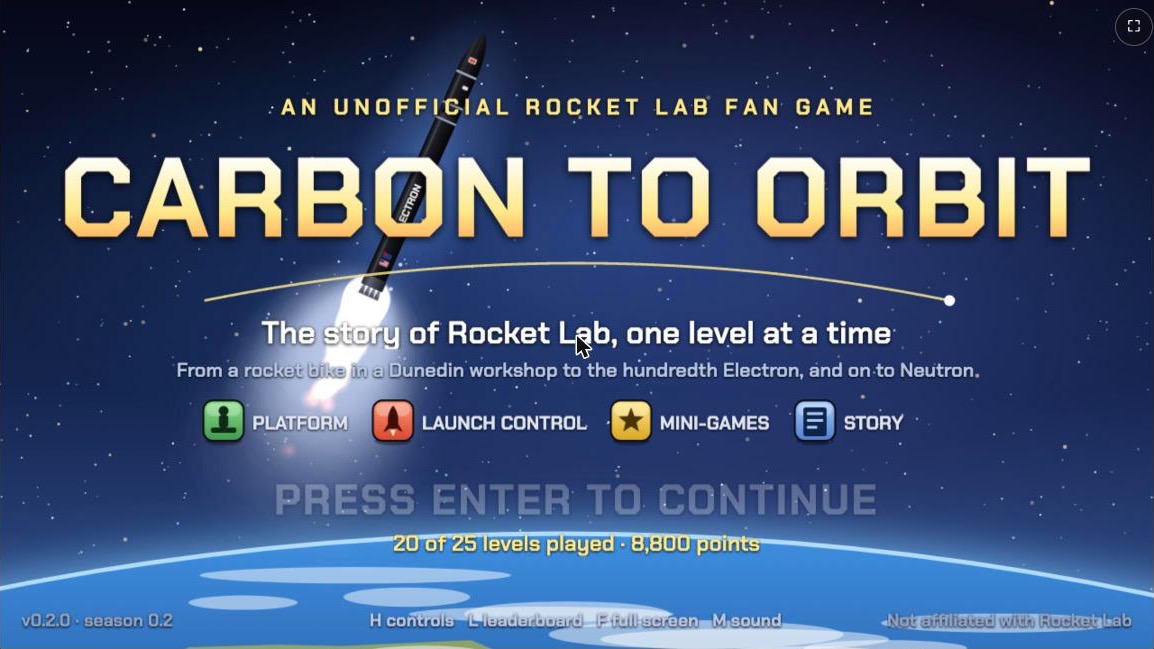 AN UNOFFICIAL ROCKET LAB FAN GAME
CARBON TO ORBIT
ECTRON
The story of Rocket Lab, one level at a time
From a rocket bike in a Dunedin workshop to the hundredth Electron, and on to Neutron.
PLATFORM LAUNCH CONTROL MINI-GAMES STORY
PRESS ENTER TO CONTINUE
20 of 25 levels played · 8,800 points
v0.2.0 · season 0.2 H controls L leaderboard F full screen M sound Not affiliated with Rocket Lab